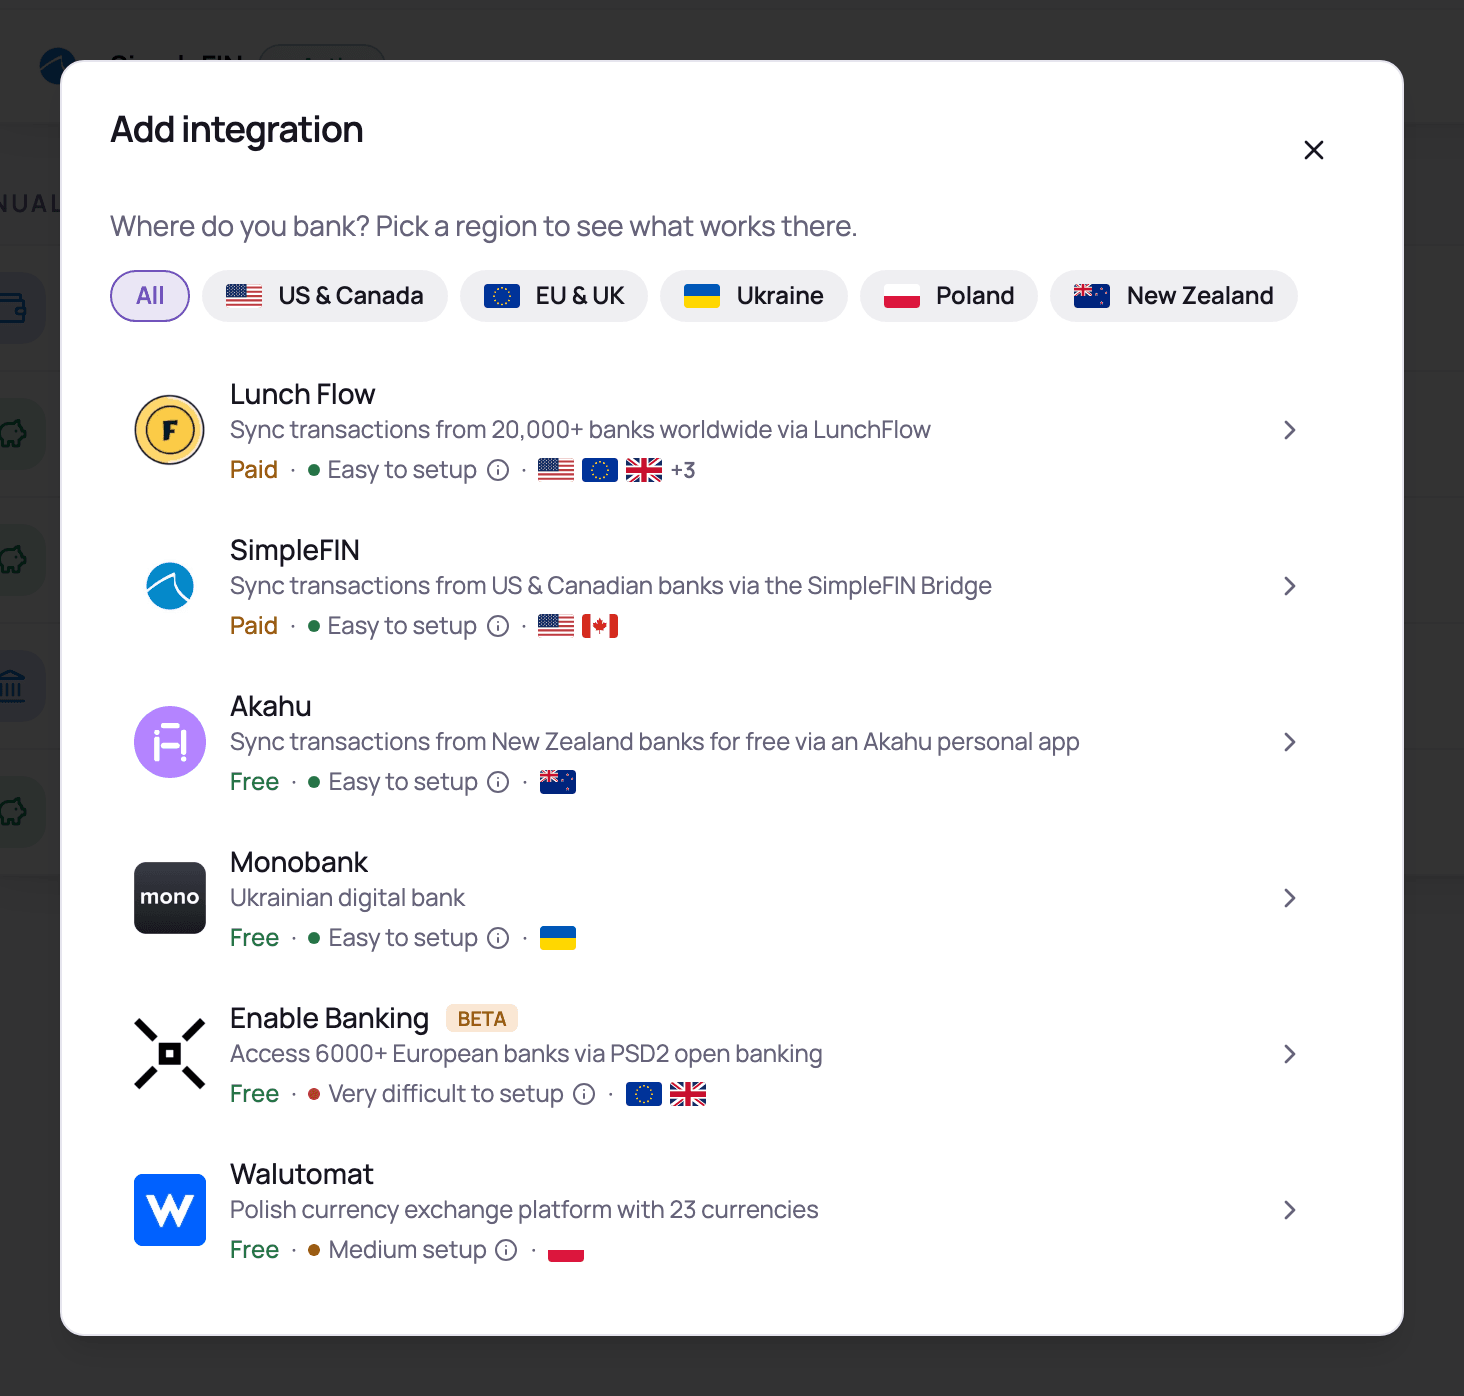 Add integration
Where do you bank? Pick a region to see what works there.
All US & Canada EU & UK Ukraine Poland New Zealand
F
Lunch Flow
Sync transactions from 20,000+ banks worldwide via LunchFlow
Paid · Easy to setup · +3
SimpleFIN
Sync transactions from US & Canadian banks via the SimpleFIN Bridge
Paid · Easy to setup ·
Akahu
Sync transactions from New Zealand banks for free via an Akahu personal app
Free · Easy to setup ·
mono
Monobank
Ukrainian digital bank
Free · Easy to setup ·
Enable Banking BETA
Access 6000+ European banks via PSD2 open banking
Free · Very difficult to setup ·
W
Walutomat
Polish currency exchange platform with 23 currencies
Free · Medium setup ·